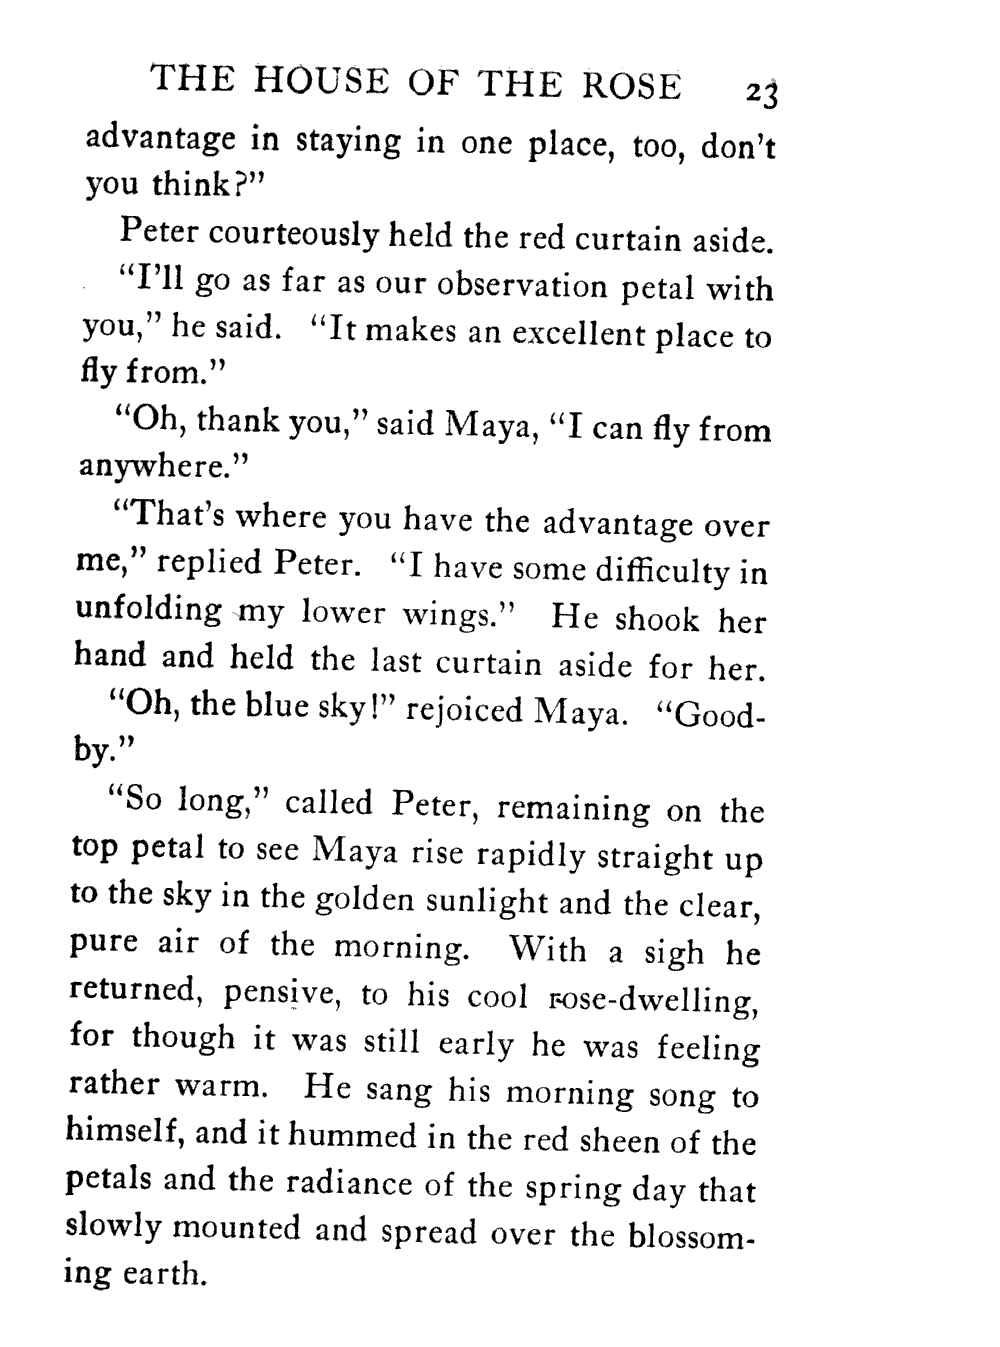 THE HOUSE OF THE ROSE 23
advantage in staying in one place, too, don't
you think?”
Peter courteously held the red curtain aside.
“I’ll go as far as our observation petal with
you,” he said. “It makes an excellent place to
fly from.”
“Oh, thank you,” said Maya, “I can fly from
anywhere.”
“That’s where you have the advantage over
me,” replied Peter. “I have some difficulty in
unfolding my lower wings.” He shook her
hand and held the last curtain aside for her.
“Oh, the blue sky!” rejoiced Maya. “Good-
by.”
“So long,” called Peter, remaining on the
top petal to see Maya rise rapidly straight up
to the sky in the golden sunlight and the clear,
pure air of the morning. With a sigh he
returned, pensive, to his cool rose-dwelling,
for though it was still early he was feeling
rather warm. He sang his morning song to
himself, and it hummed in the red sheen of the
petals and the radiance of the spring day that
slowly mounted and spread over the blossom-
ing earth.